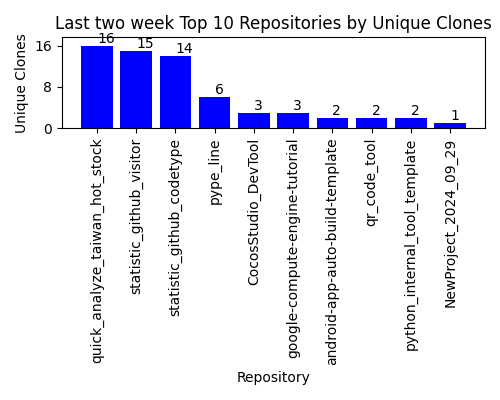 Last two week Top 10 Repositories by Unique Clones
Unique Clones
16
8
0
16
15
14
6
3
3
2
2
2
1
quick_analyze_taiwan_hot_stock
statistic_github_visitor
statistic_github_codetype
pype_line
CocosStudio_DevTool
google-compute-engine-tutorial
android-app-auto-build-template
qr_code_tool
python_internal_tool_template
NewProject_2024_09_29
Repository